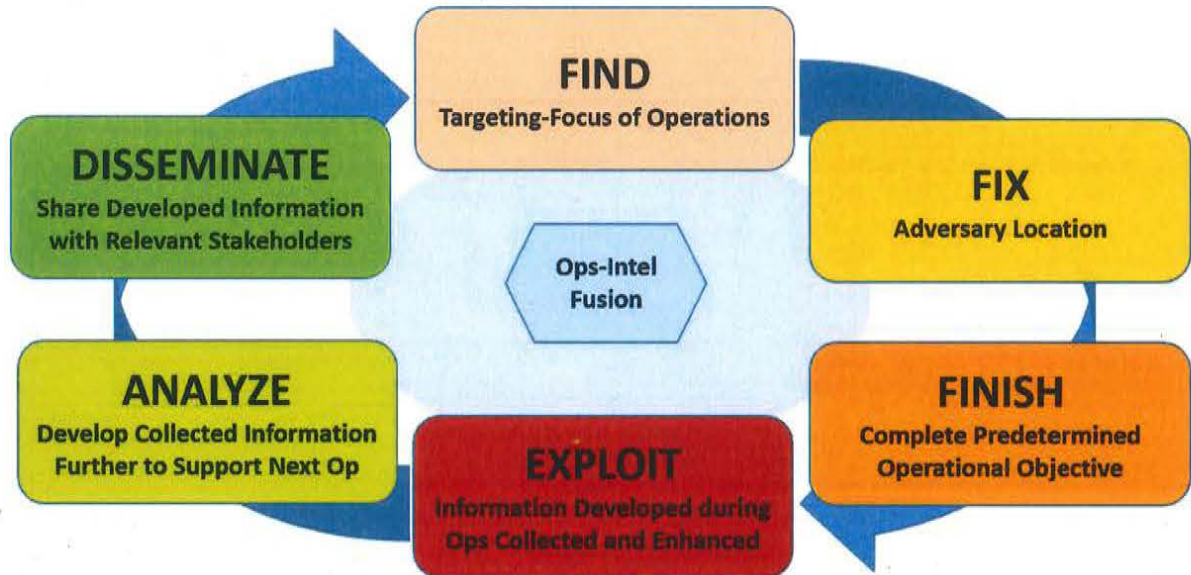 FIND
Targeting-Focus of Operations
FIX
Adversary Location
FINISH
Complete Predetermined
Operational Objective
EXPLOIT
Information Developed during
Ops Collected and Enhanced
ANALYZE
Develop Collected Information
Further to Support Next Op
DISSEMINATE
Share Developed Information
with Relevant Stakeholders
Ops-Intel
Fusion